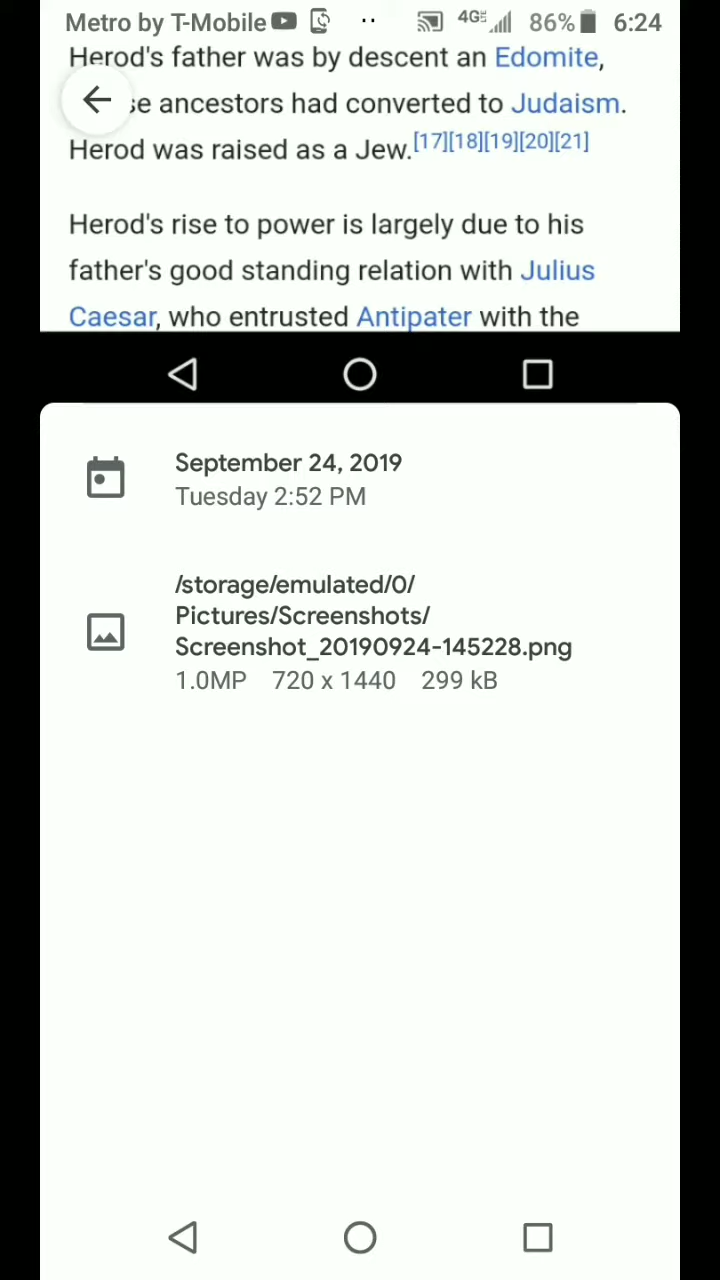 Metro by T-Mobile 4GLTE 86% 6:24
Herod's father was by descent an Edomite,
ancestors had converted to Judaism.
Herod was raised as a Jew.[17][18][19][20][21]
Herod's rise to power is largely due to his
father's good standing relation with Julius
Caesar, who entrusted Antipater with the
September 24, 2019
Tuesday 2:52 PM
/storage/emulated/0/
Pictures/Screenshots/
Screenshot_20190924-145228.png
1.0MP 720 x 1440 299 kB